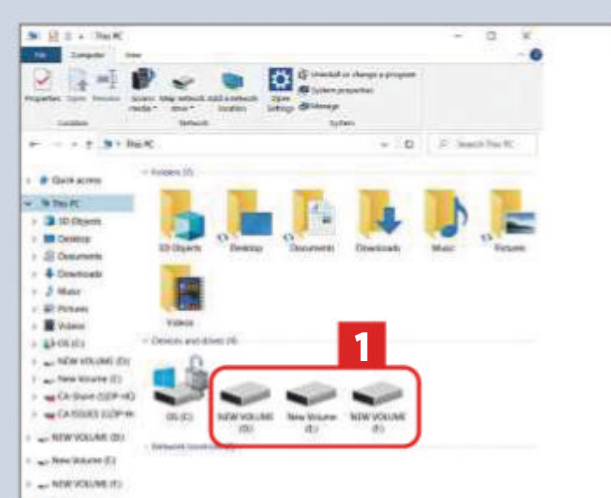 This PC
File Computer View
Properties Open Rename Access media Map network drive Add a network location Open Settings Uninstall or change a program
System properties
Manage
Location Network System
This PC Search This PC
Quick access
This PC
3D Objects
Desktop
Documents
Downloads
Music
Pictures
Videos
OS (C:)
NEW VOLUME (D:)
New Volume (E:)
NEW VOLUME (D:)
New Volume (E:)
NEW VOLUME (F:)
Folders (7)
3D Objects Desktop Documents Downloads Music Pictures
Videos
Devices and drives (4)
1
OS (C:) NEW VOLUME (D:) New Volume (E:) NEW VOLUME (F:)